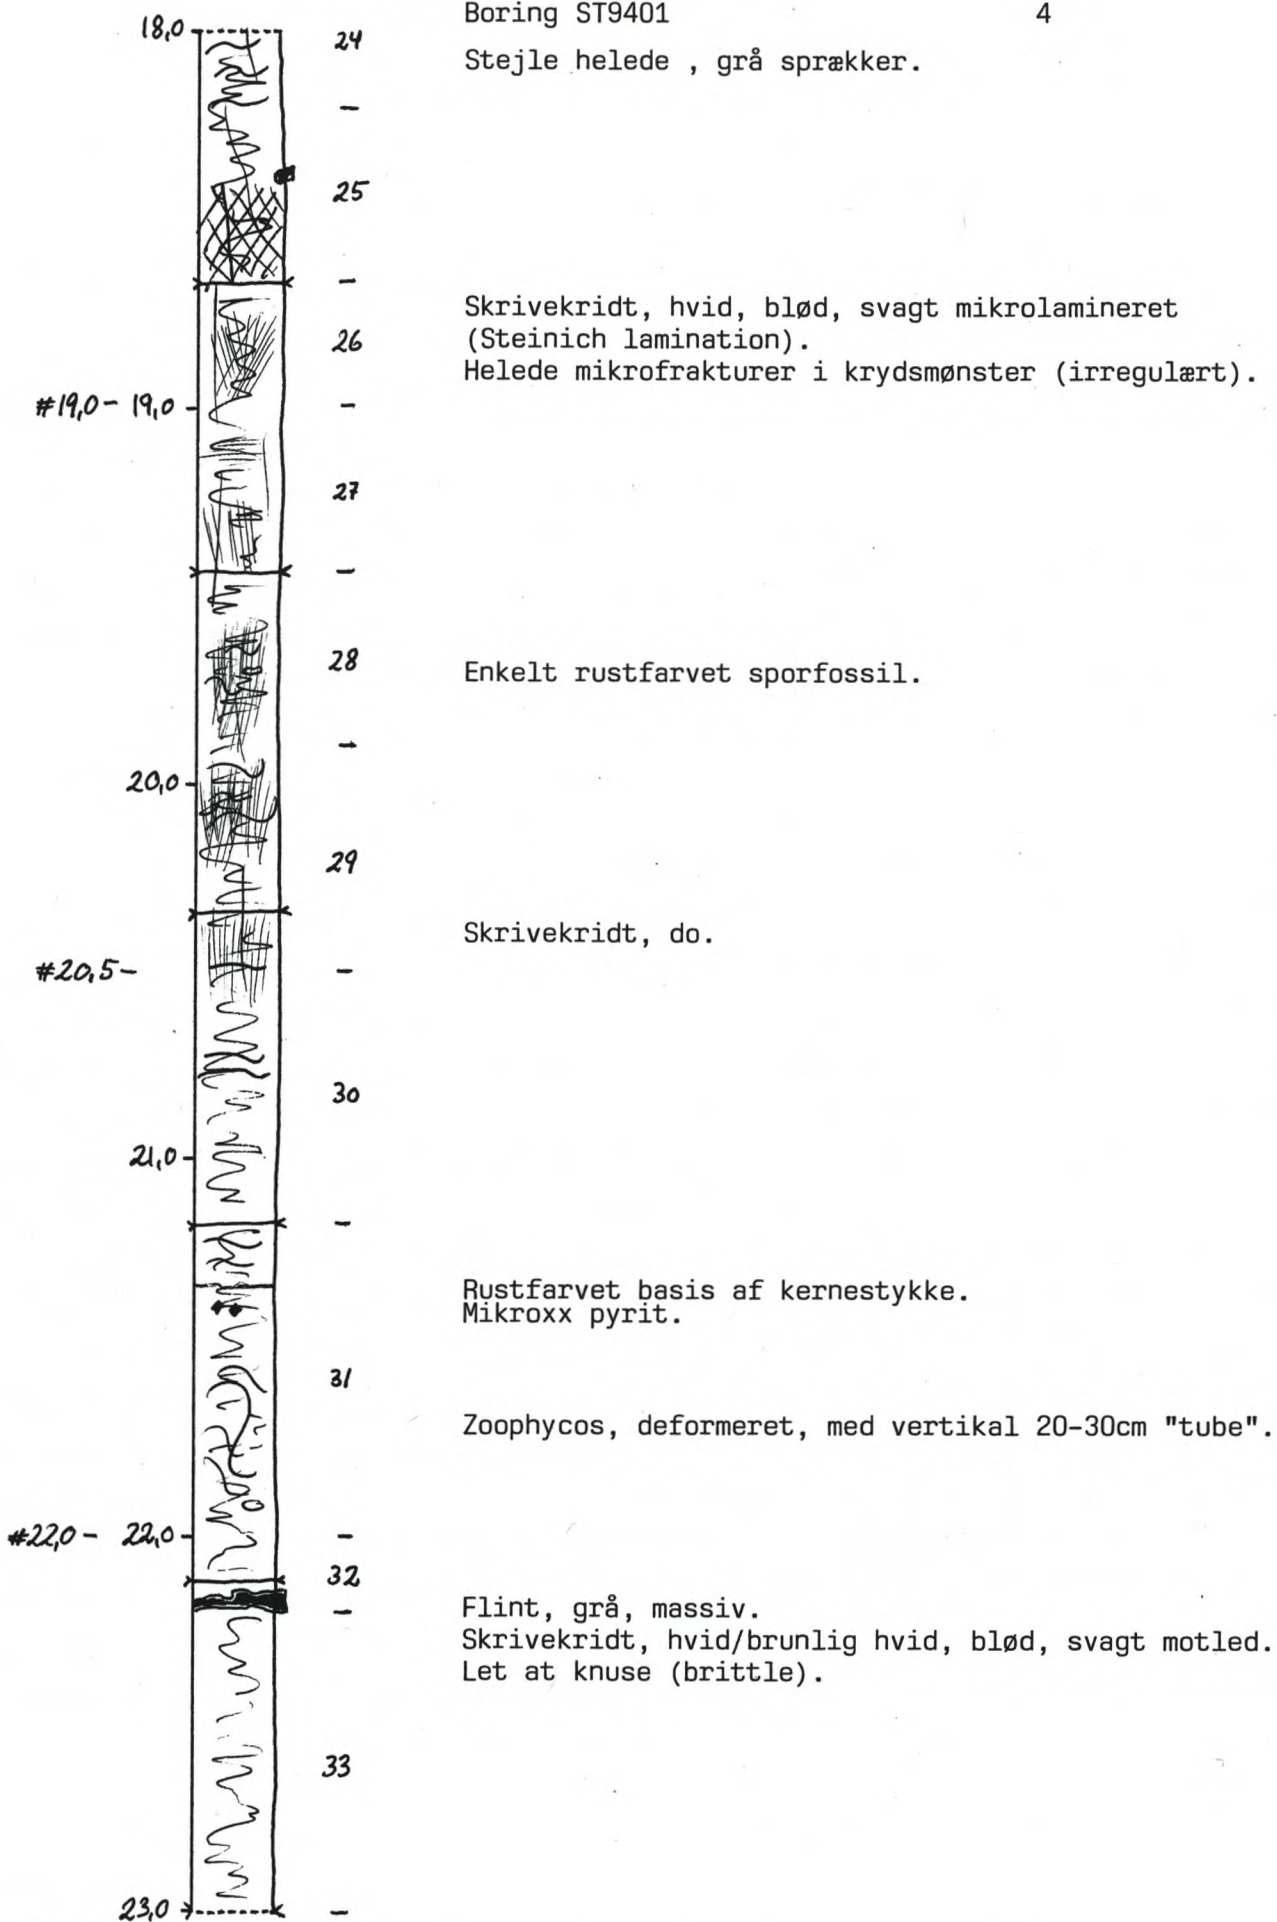 Boring ST9401 4
18,0 24
Stejle helede , grå sprækker.
–
25
–
Skrivekridt, hvid, blød, svagt mikrolamineret
(Steinich lamination).
26
Helede mikrofrakturer i krydsmønster (irregulært).
#19,0 – 19,0 –
27
–
28
Enkelt rustfarvet sporfossil.
–
20,0
29
Skrivekridt, do.
#20,5 – –
30
21,0
–
Rustfarvet basis af kernestykke.
Mikroxx pyrit.
31
Zoophycos, deformeret, med vertikal 20-30cm "tube".
#22,0 – 22,0 –
32
Flint, grå, massiv.
–
Skrivekridt, hvid/brunlig hvid, blød, svagt motled.
Let at knuse (brittle).
33
23,0 –